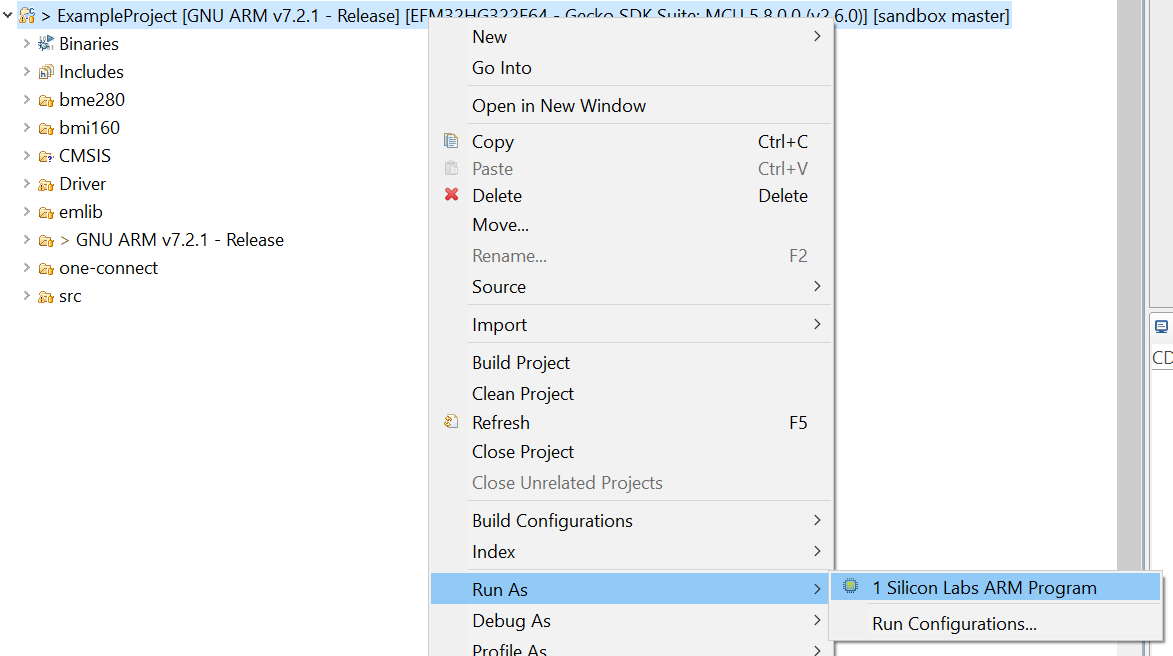 > ExampleProject [GNU ARM v7.2.1 - Release] [EFM32HG322F64 - Gecko SDK Suite: MCU 5.8.0.0 (v2.6.0)] [sandbox master]
Binaries
Includes
bme280
bmi160
CMSIS
Driver
emlib
> GNU ARM v7.2.1 - Release
one-connect
src
New
Go Into
Open in New Window
Copy Ctrl+C
Paste Ctrl+V
Delete Delete
Move...
Rename... F2
Source
Import
Build Project
Clean Project
Refresh F5
Close Project
Close Unrelated Projects
Build Configurations
Index
Run As
Debug As
Profile As
1 Silicon Labs ARM Program
Run Configurations...
CD